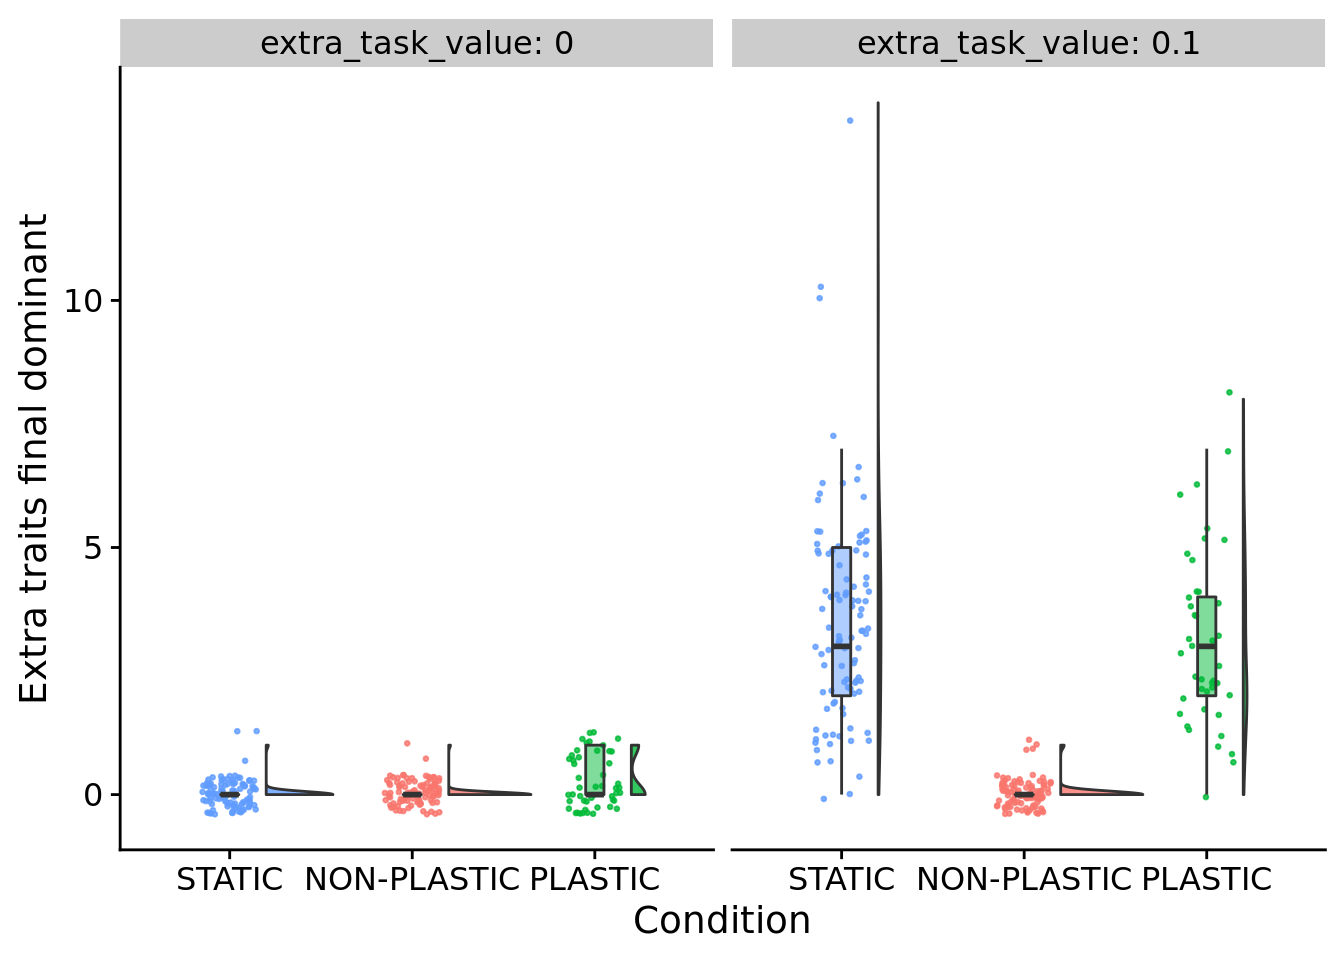 extra_task_value: 0
extra_task_value: 0.1
Extra traits final dominant
10
5
0
STATIC NON-PLASTIC PLASTIC
STATIC NON-PLASTIC PLASTIC
Condition